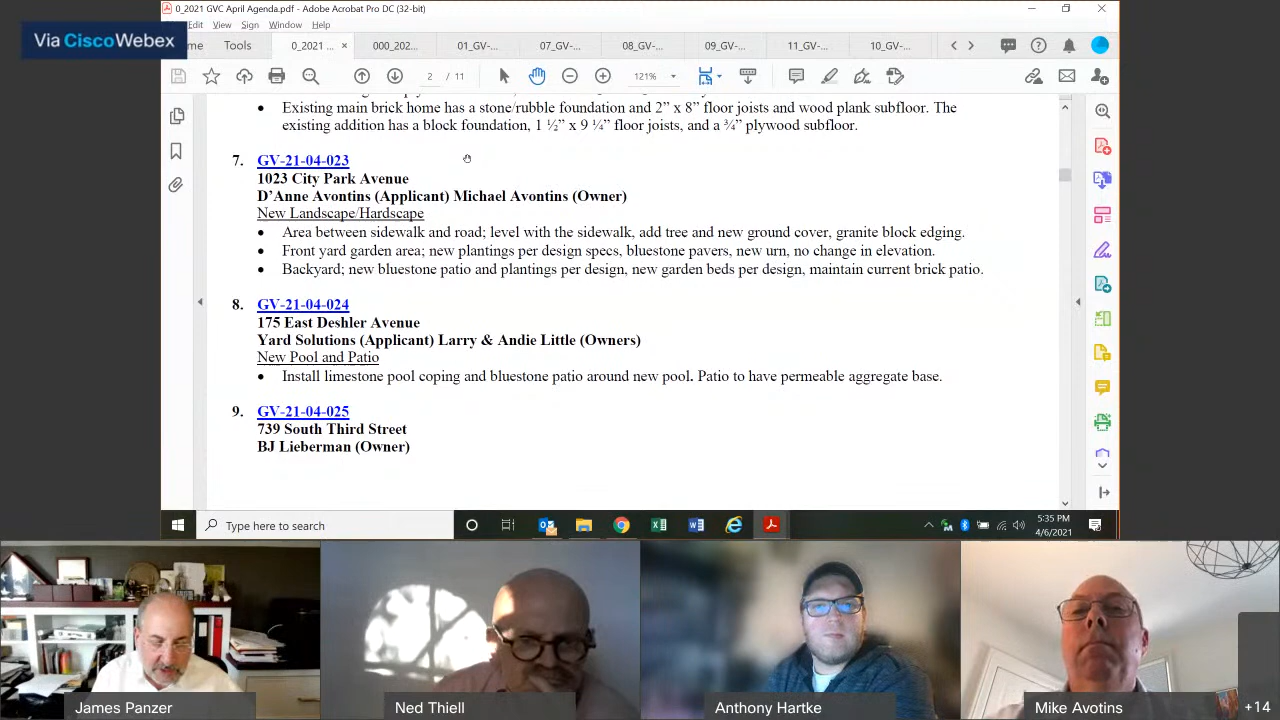 0_2021 GVC April Agenda.pdf - Adobe Acrobat Pro DC (32-bit)
Edit View Sign Window Help
Via Cisco Webex
me Tools 0_2021 ... × 000_202... 01_GV-... 07_GV-... 08_GV-... 09_GV-... 11_GV-... 10_GV-...
2 / 11 121%
• Existing main brick home has a stone/rubble foundation and 2” x 8” floor joists and wood plank subfloor. The
existing addition has a block foundation, 1 ½” x 9 ¼” floor joists, and a ¾” plywood subfloor.
7. GV-21-04-023
1023 City Park Avenue
D’Anne Avontins (Applicant) Michael Avontins (Owner)
New Landscape/Hardscape
• Area between sidewalk and road; level with the sidewalk, add tree and new ground cover, granite block edging.
• Front yard garden area; new plantings per design specs, bluestone pavers, new urn, no change in elevation.
• Backyard; new bluestone patio and plantings per design, new garden beds per design, maintain current brick patio.
8. GV-21-04-024
175 East Deshler Avenue
Yard Solutions (Applicant) Larry & Andie Little (Owners)
New Pool and Patio
• Install limestone pool coping and bluestone patio around new pool. Patio to have permeable aggregate base.
9. GV-21-04-025
739 South Third Street
BJ Lieberman (Owner)
Type here to search
5:35 PM
4/6/2021
James Panzer
Ned Thiell
Anthony Hartke
Mike Avotins
+14